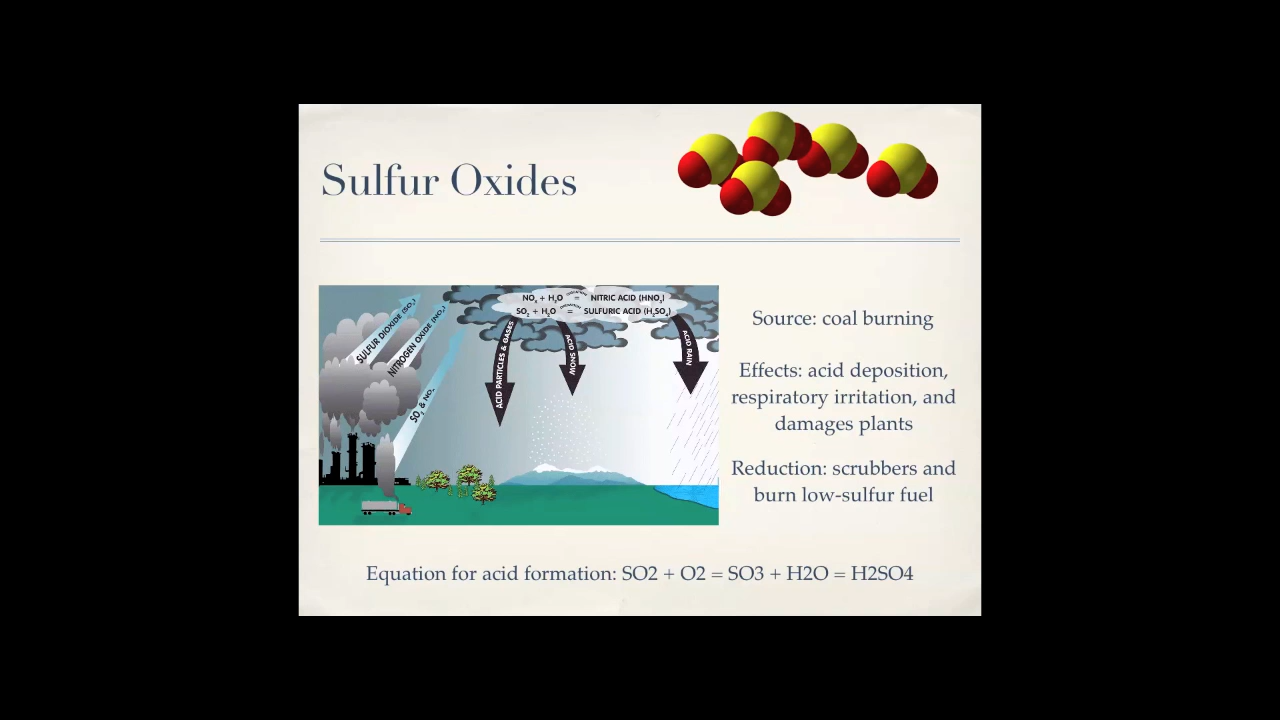 Sulfur Oxides
SULFUR DIOXIDE (SO₂)
NITROGEN OXIDE (NOₓ)
SO₂ & NOₓ
NOₓ + H₂O = NITRIC ACID (HNO₃)
SO₂ + H₂O = SULFURIC ACID (H₂SO₄)
ACID PARTICLES & GASES
ACID SNOW
ACID RAIN
Source: coal burning
Effects: acid deposition,
respiratory irritation, and
damages plants
Reduction: scrubbers and
burn low-sulfur fuel
Equation for acid formation: SO2 + O2 = SO3 + H2O = H2SO4